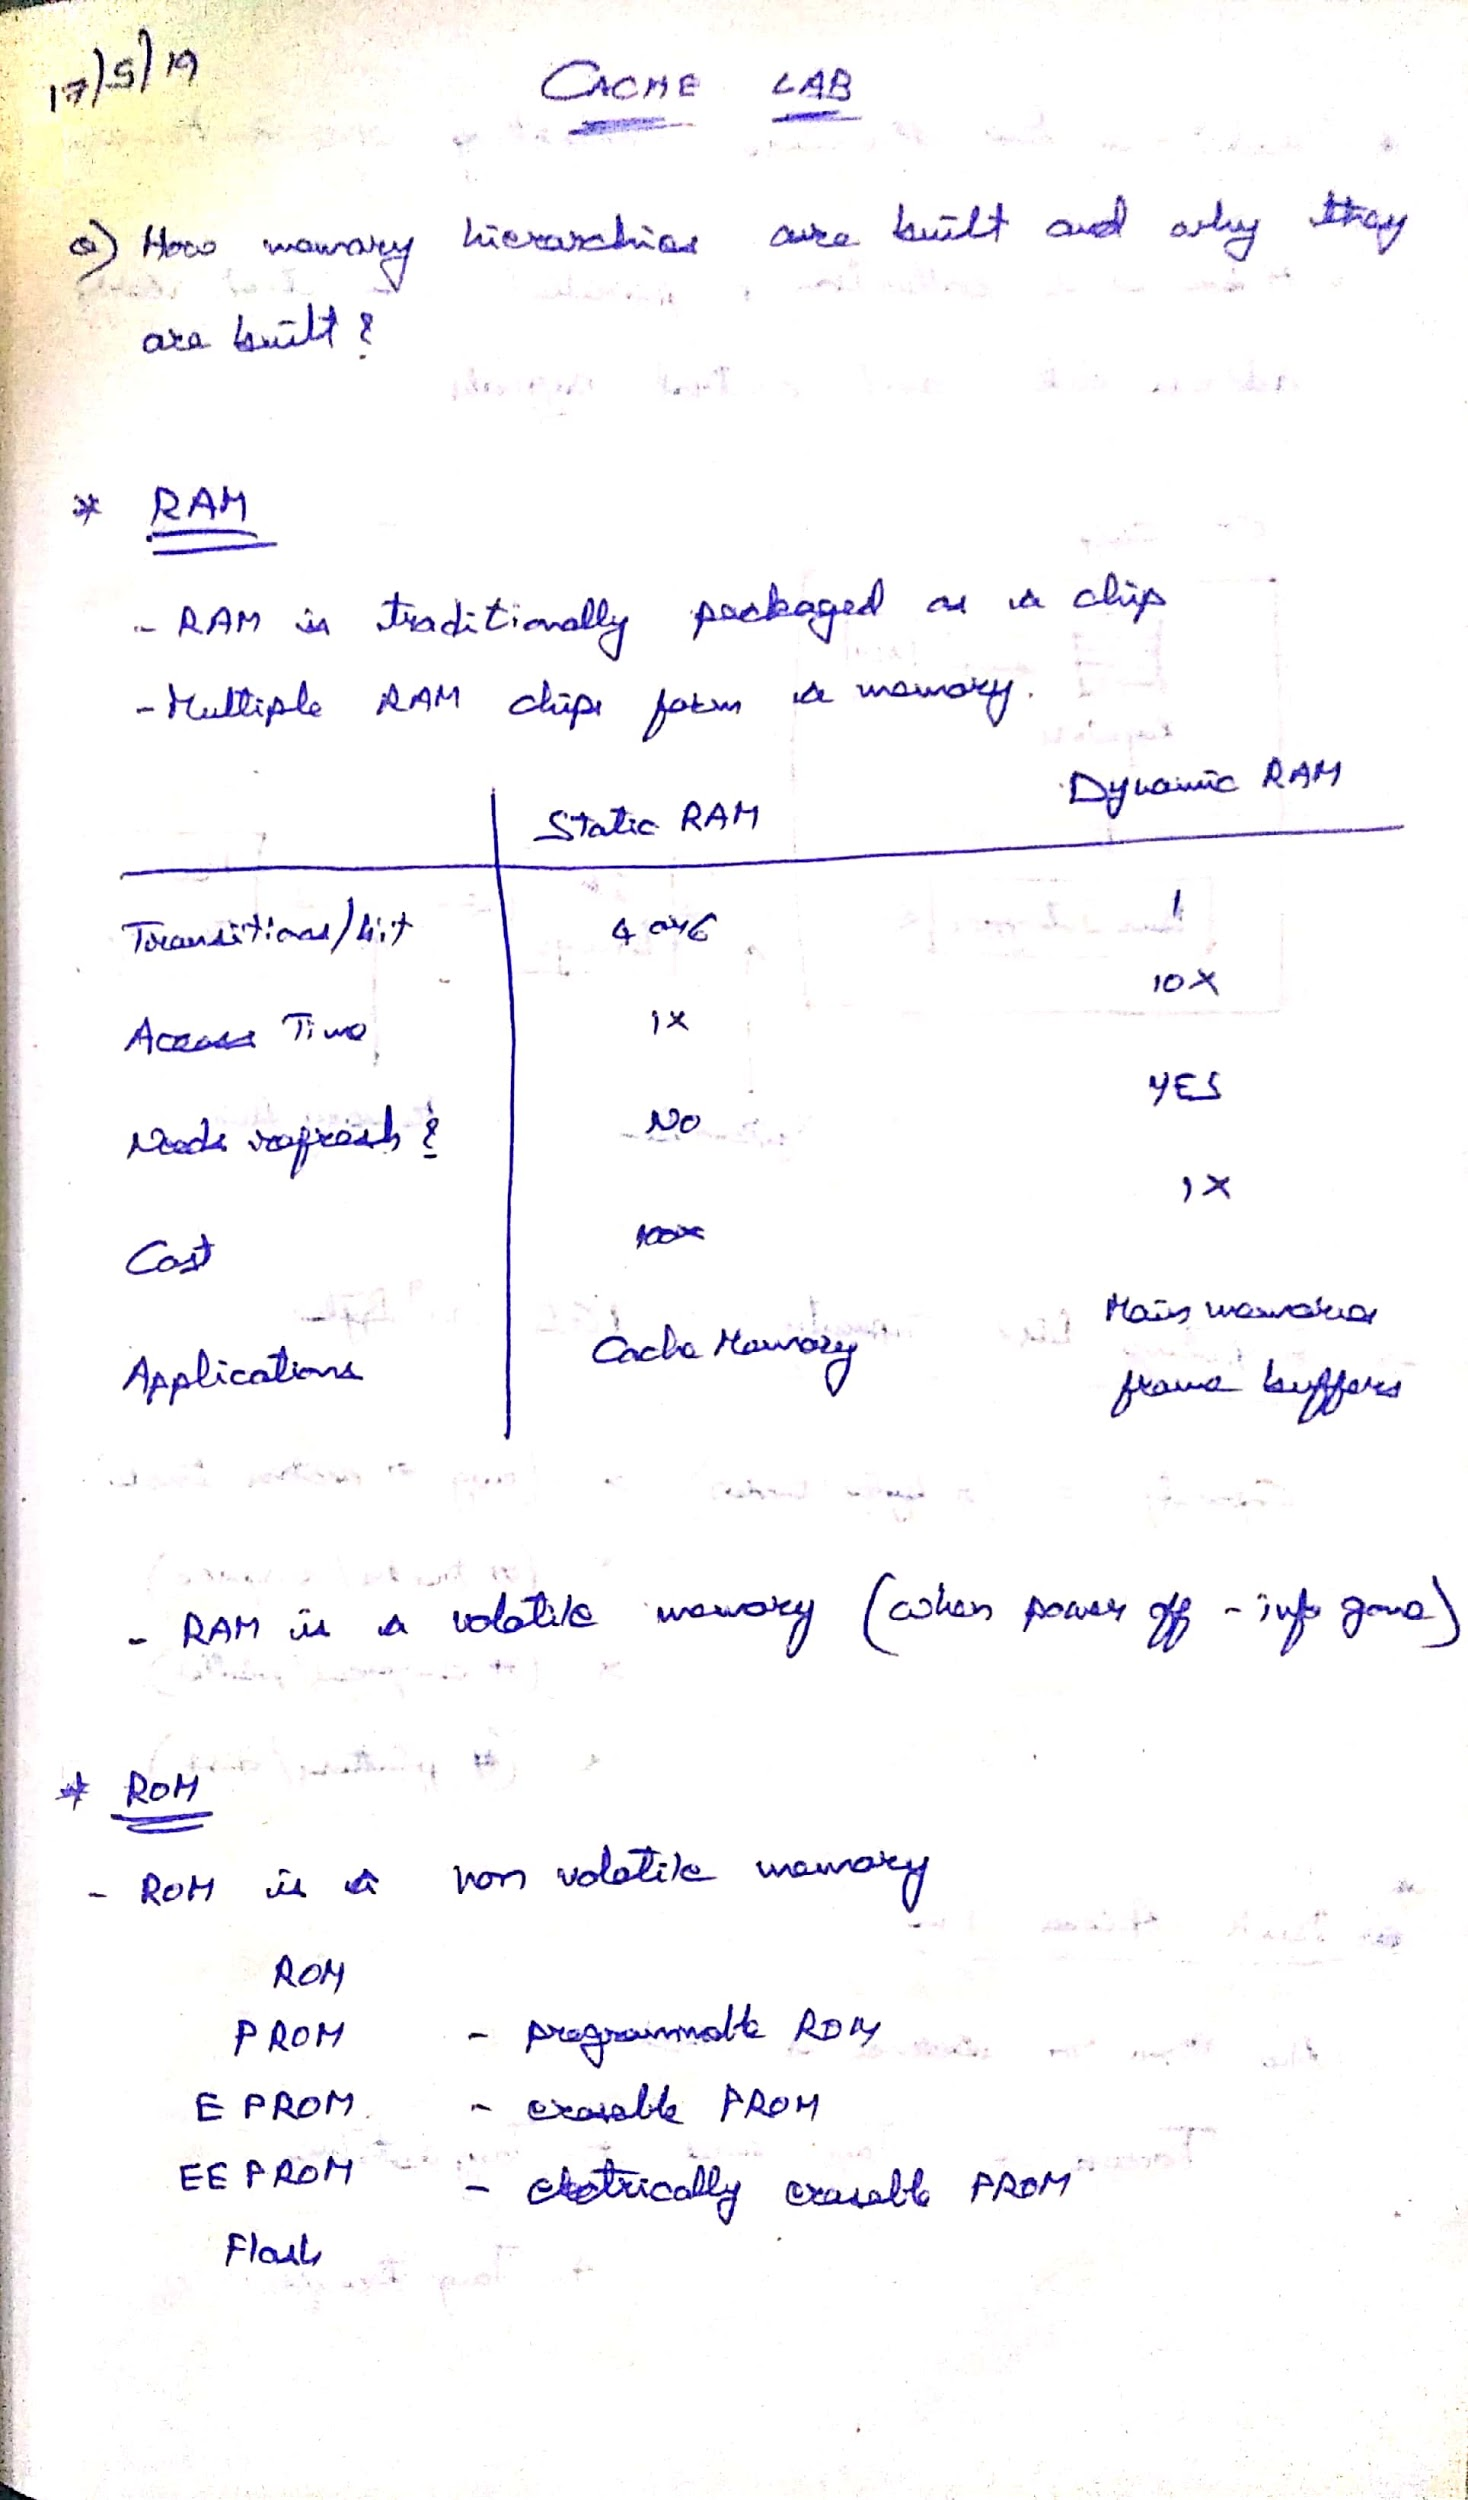 17/5/19
CACHE LAB
Q) How memory hierarchies are built and why they
are built?
* RAM
- RAM is traditionally packaged as a chip
- Multiple RAM chips form a memory.
Static RAM Dynamic RAM
Transitions/bit 4 or 6 1
Access Time 1X 10X
Needs refresh? NO YES
Cost 100x 1X
Applications Cache Memory Main memories
frame buffers
- RAM is a volatile memory (when power off - info gone)
* ROM
- ROM is a non volatile memory
ROM
PROM - programmable ROM
EPROM - erasable PROM
EEPROM - eletrically erasable PROM
Flash